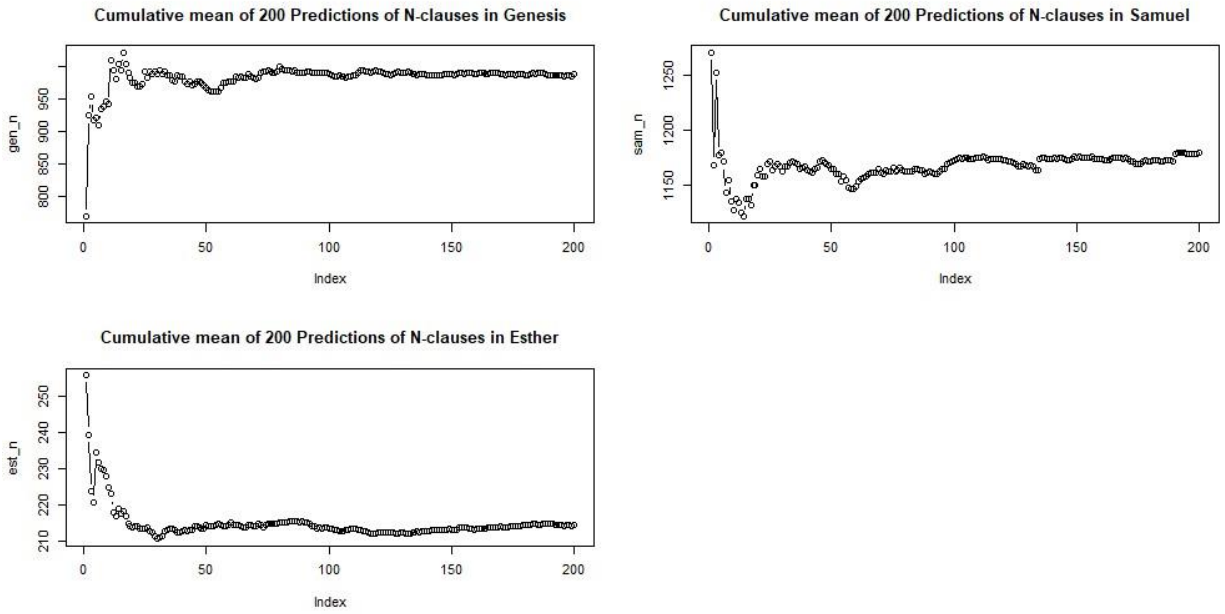 Cumulative mean of 200 Predictions of N-clauses in Genesis
gen_n
950
900
850
800
0 50 100 150 200
Index
Cumulative mean of 200 Predictions of N-clauses in Samuel
sam_n
1250
1200
1150
0 50 100 150 200
Index
Cumulative mean of 200 Predictions of N-clauses in Esther
est_n
250
240
230
220
210
0 50 100 150 200
Index